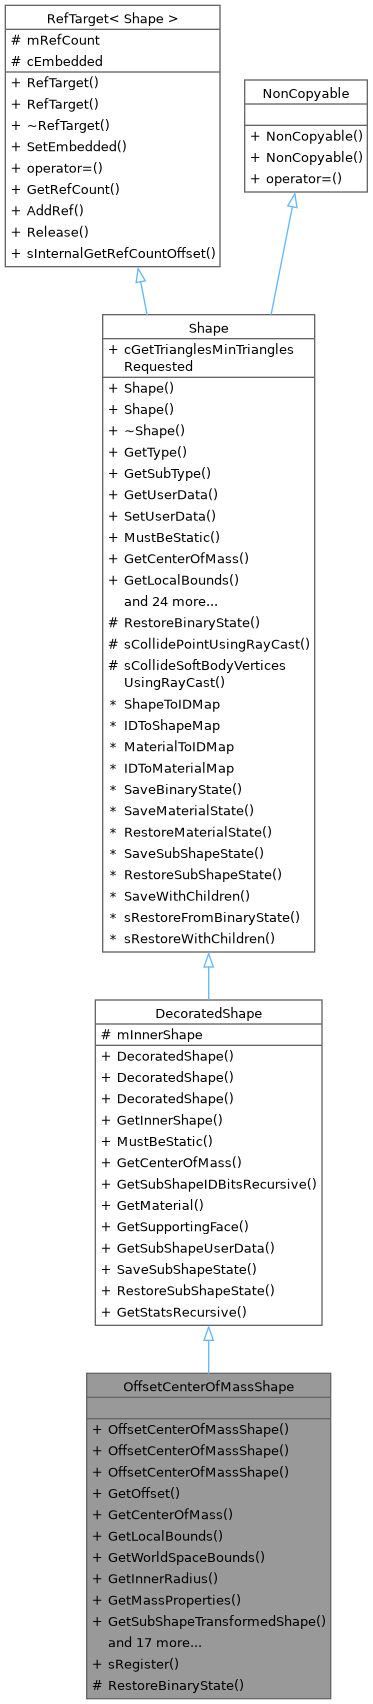 RefTarget< Shape >
# mRefCount
# cEmbedded
+ RefTarget()
+ RefTarget()
+ ~RefTarget()
+ SetEmbedded()
+ operator=()
+ GetRefCount()
+ AddRef()
+ Release()
+ sInternalGetRefCountOffset()
NonCopyable
+ NonCopyable()
+ NonCopyable()
+ operator=()
Shape
+ cGetTrianglesMinTriangles
Requested
+ Shape()
+ Shape()
+ ~Shape()
+ GetType()
+ GetSubType()
+ GetUserData()
+ SetUserData()
+ MustBeStatic()
+ GetCenterOfMass()
+ GetLocalBounds()
and 24 more...
# RestoreBinaryState()
# sCollidePointUsingRayCast()
# sCollideSoftBodyVertices
UsingRayCast()
* ShapeToIDMap
* IDToShapeMap
* MaterialToIDMap
* IDToMaterialMap
* SaveBinaryState()
* SaveMaterialState()
* RestoreMaterialState()
* SaveSubShapeState()
* RestoreSubShapeState()
* SaveWithChildren()
* sRestoreFromBinaryState()
* sRestoreWithChildren()
DecoratedShape
# mInnerShape
+ DecoratedShape()
+ DecoratedShape()
+ DecoratedShape()
+ GetInnerShape()
+ MustBeStatic()
+ GetCenterOfMass()
+ GetSubShapeIDBitsRecursive()
+ GetMaterial()
+ GetSupportingFace()
+ GetSubShapeUserData()
+ SaveSubShapeState()
+ RestoreSubShapeState()
+ GetStatsRecursive()
OffsetCenterOfMassShape
+ OffsetCenterOfMassShape()
+ OffsetCenterOfMassShape()
+ OffsetCenterOfMassShape()
+ GetOffset()
+ GetCenterOfMass()
+ GetLocalBounds()
+ GetWorldSpaceBounds()
+ GetInnerRadius()
+ GetMassProperties()
+ GetSubShapeTransformedShape()
and 17 more...
+ sRegister()
# RestoreBinaryState()